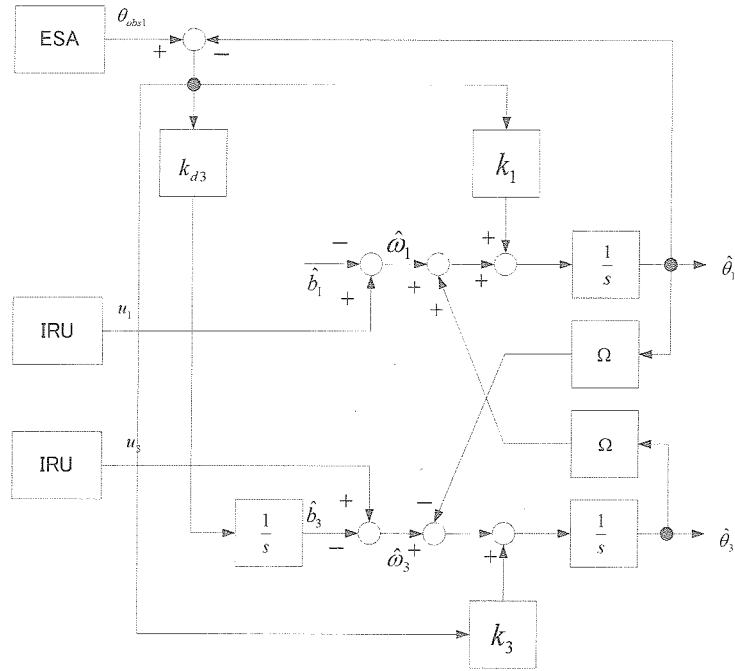 ESA
θ_obs1
+
−
k_d3
k_1
−
b̂_1
+
ω̂_1
+
+
+
+
1/s
θ̂_1
IRU
u_1
Ω
IRU
u_3
Ω
+
−
1/s
b̂_3
−
ω̂_3
+
+
1/s
θ̂_3
k_3